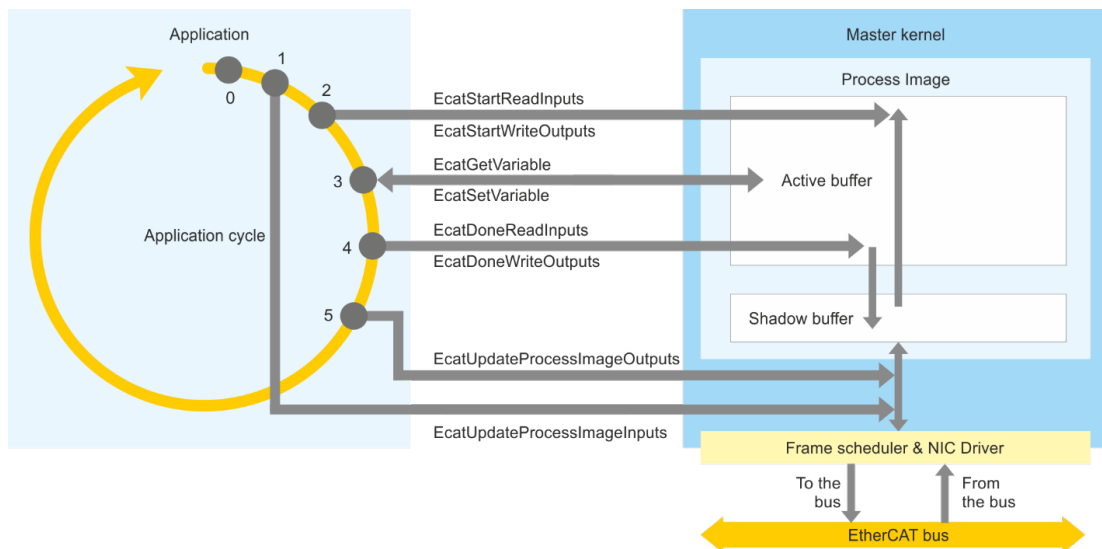 Application
Master kernel
1
0
2
3
4
5
Application cycle
EcatStartReadInputs
EcatStartWriteOutputs
EcatGetVariable
EcatSetVariable
EcatDoneReadInputs
EcatDoneWriteOutputs
EcatUpdateProcessImageOutputs
EcatUpdateProcessImageInputs
Process Image
Active buffer
Shadow buffer
Frame scheduler & NIC Driver
To the
bus
From
the bus
EtherCAT bus